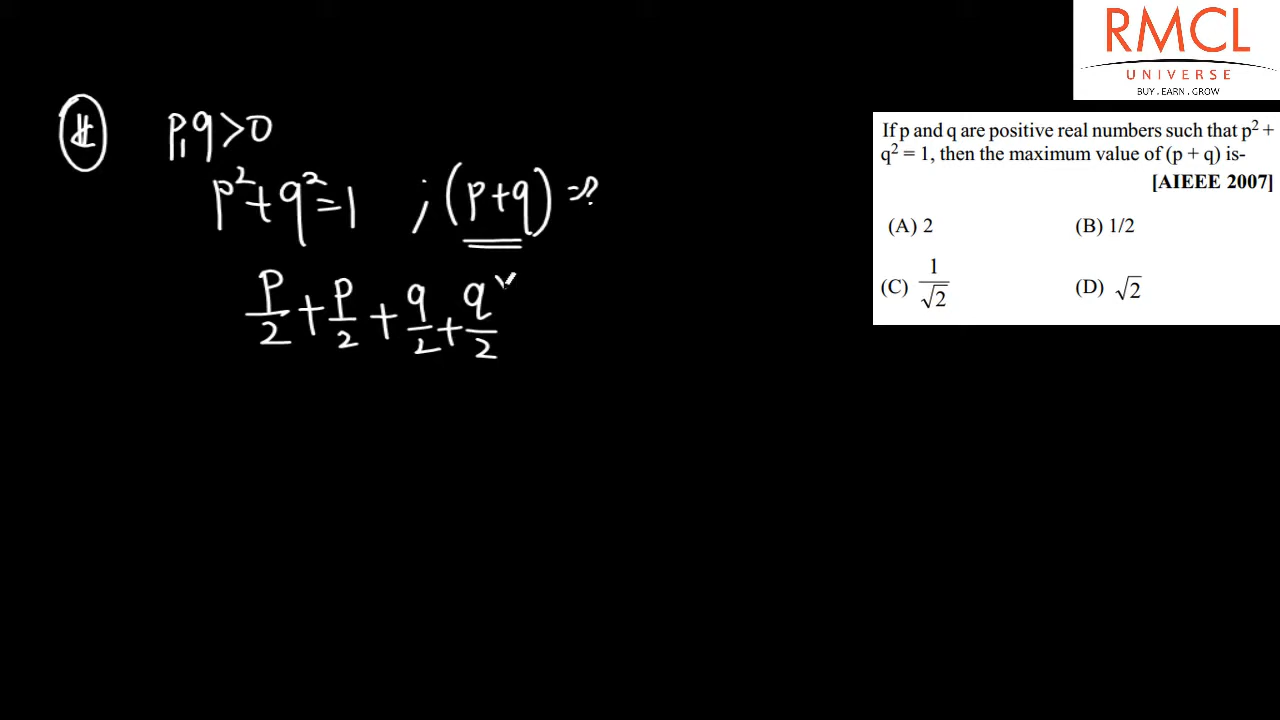 RMCL
UNIVERSE
BUY . EARN . GROW
# p,q>0
p²+q²=1 ; (p+q)=?
p/2+p/2+q/2+q/2
If p and q are positive real numbers such that p² +
q² = 1, then the maximum value of (p + q) is-
[AIEEE 2007]
(A) 2 (B) 1/2
(C) 1/√2 (D) √2